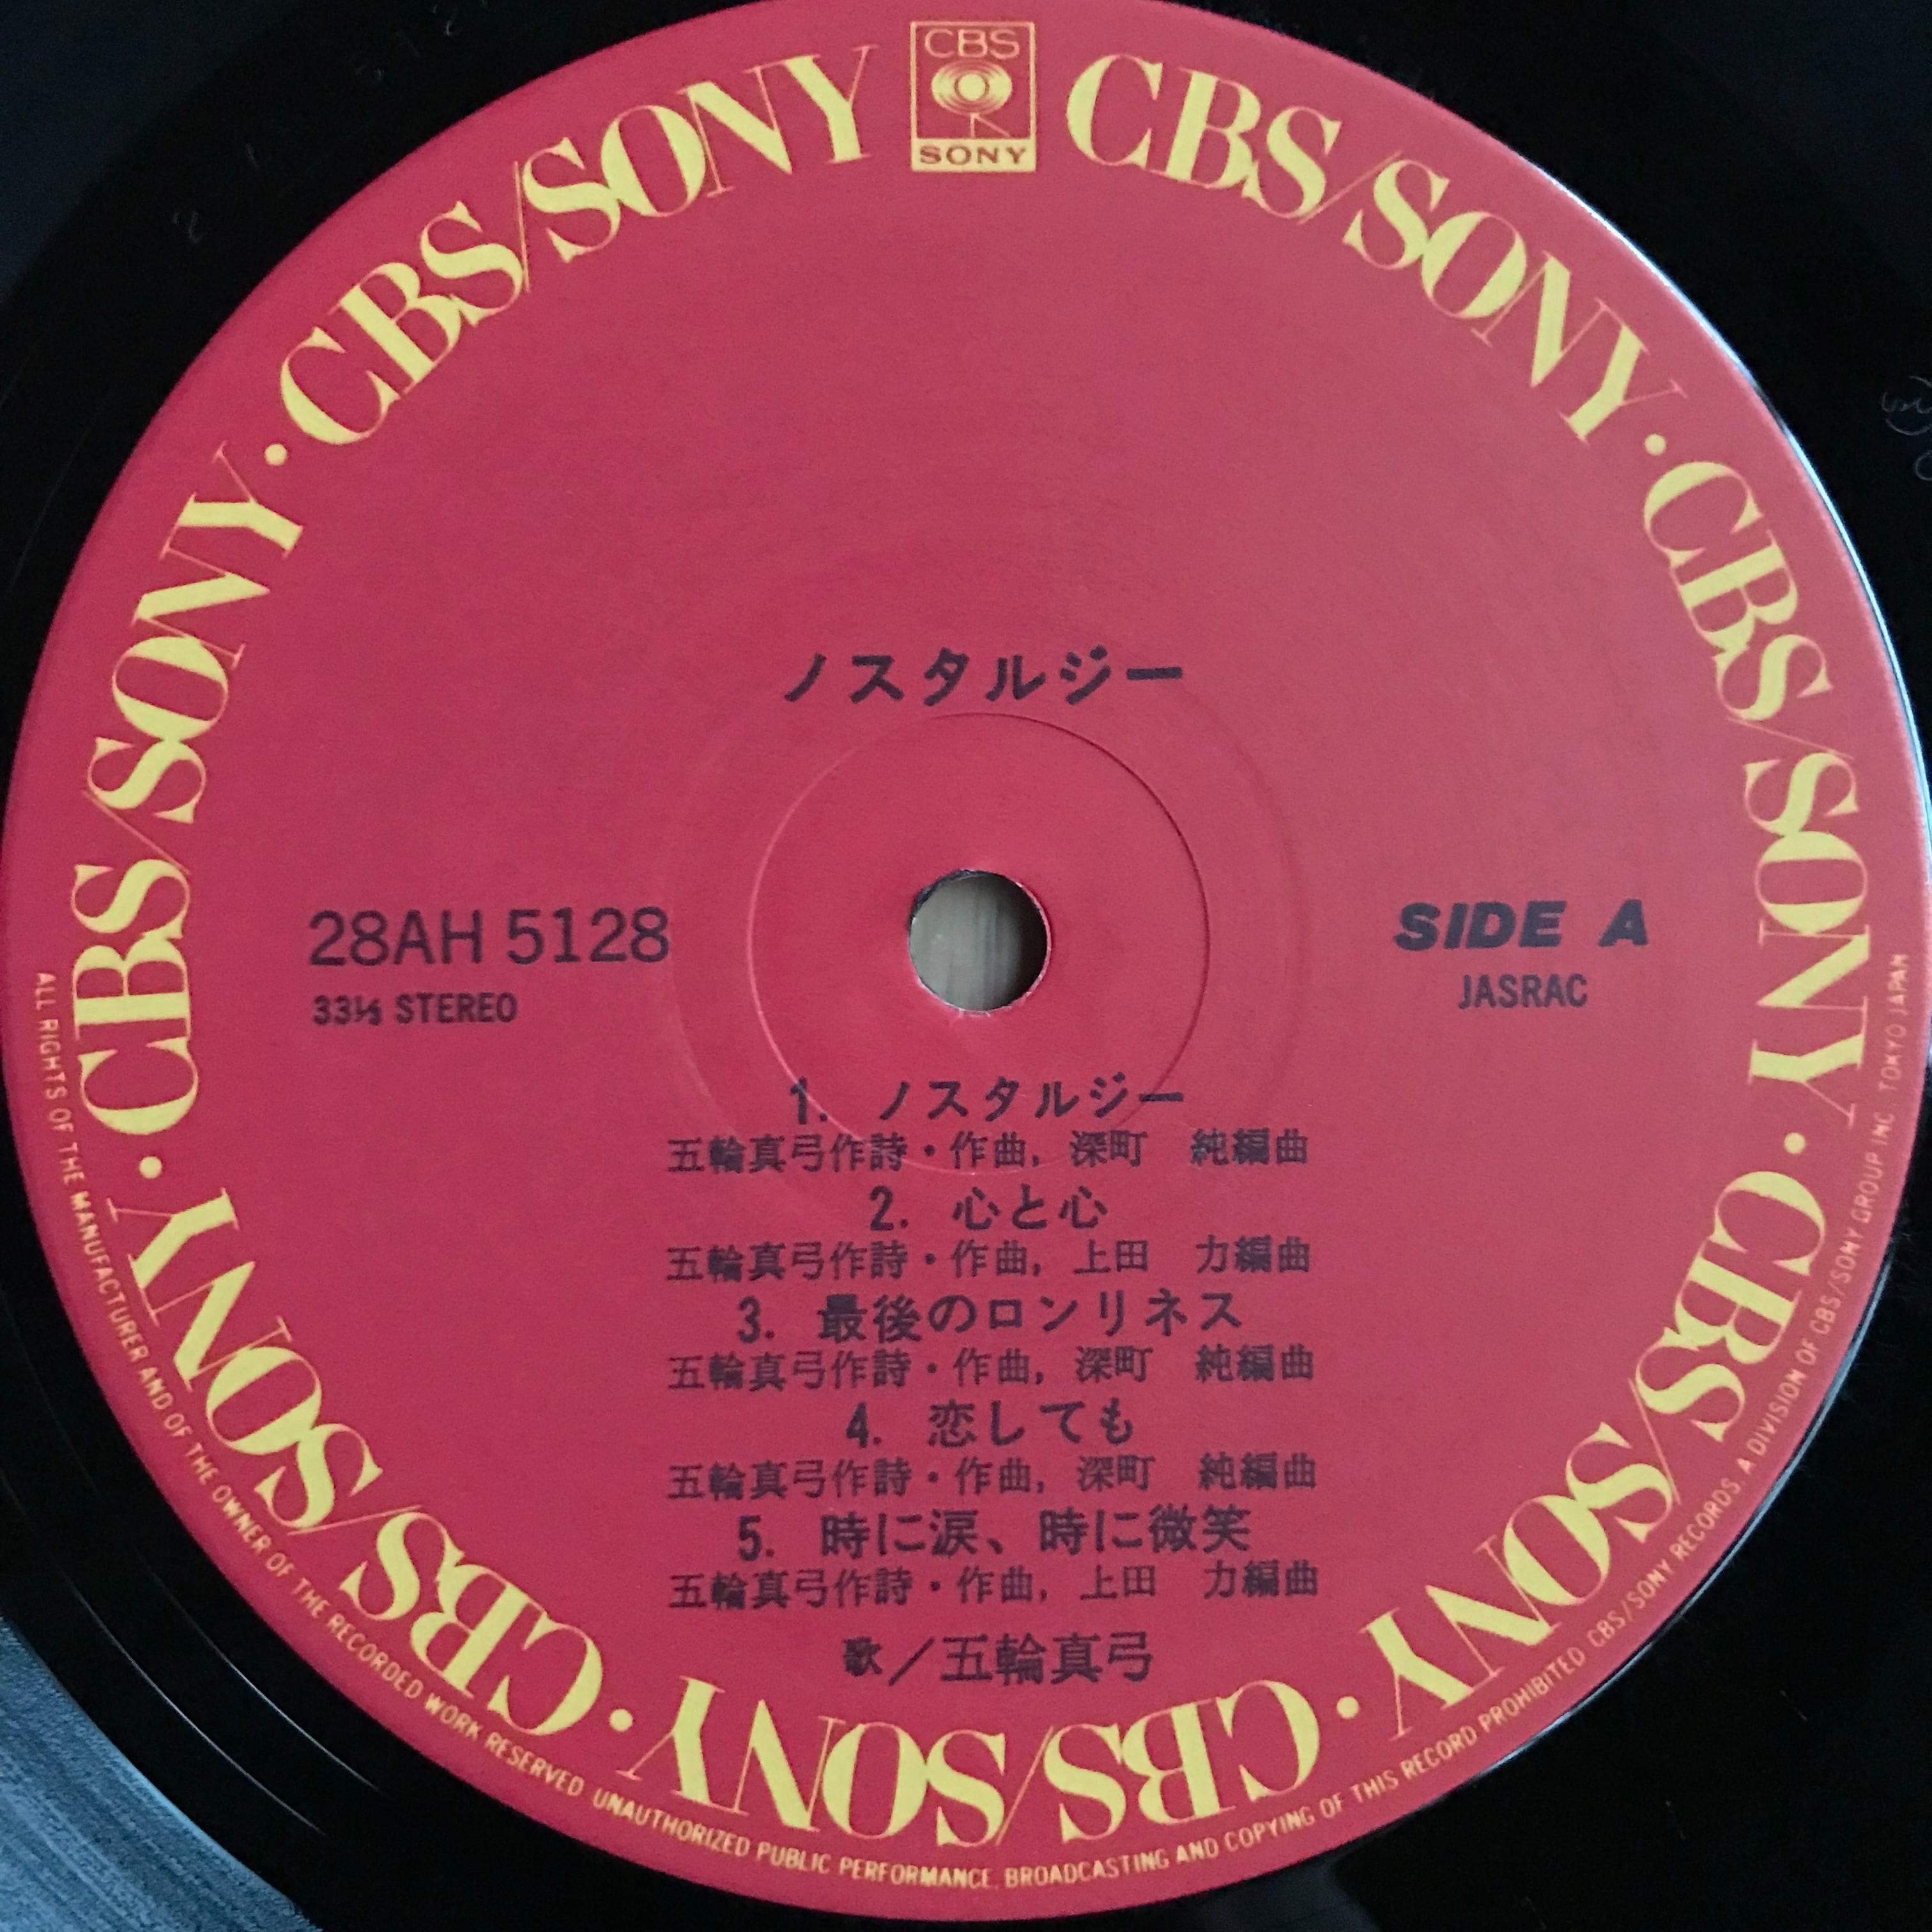 CBS
SONY
CBS/SONY · CBS/SONY · CBS/SONY · CBS/SONY · CBS/SONY · CBS/SONY · CBS/SONY · CBS/SONY
ノスタルジー
28AH 5128
33⅓ STEREO
SIDE A
JASRAC
1. ノスタルジー
五輪真弓作詩・作曲, 深町 純編曲
2. 心と心
五輪真弓作詩・作曲, 上田 力編曲
3. 最後のロンリネス
五輪真弓作詩・作曲, 深町 純編曲
4. 恋しても
五輪真弓作詩・作曲, 深町 純編曲
5. 時に涙、時に微笑
五輪真弓作詩・作曲, 上田 力編曲
歌／五輪真弓
ALL RIGHTS OF THE MANUFACTURER AND OF THE OWNER OF THE RECORDED WORK RESERVED. UNAUTHORIZED PUBLIC PERFORMANCE, BROADCASTING AND COPYING OF THIS RECORD PROHIBITED. CBS/SONY RECORDS, A DIVISION OF CBS/SONY GROUP INC. TOKYO JAPAN